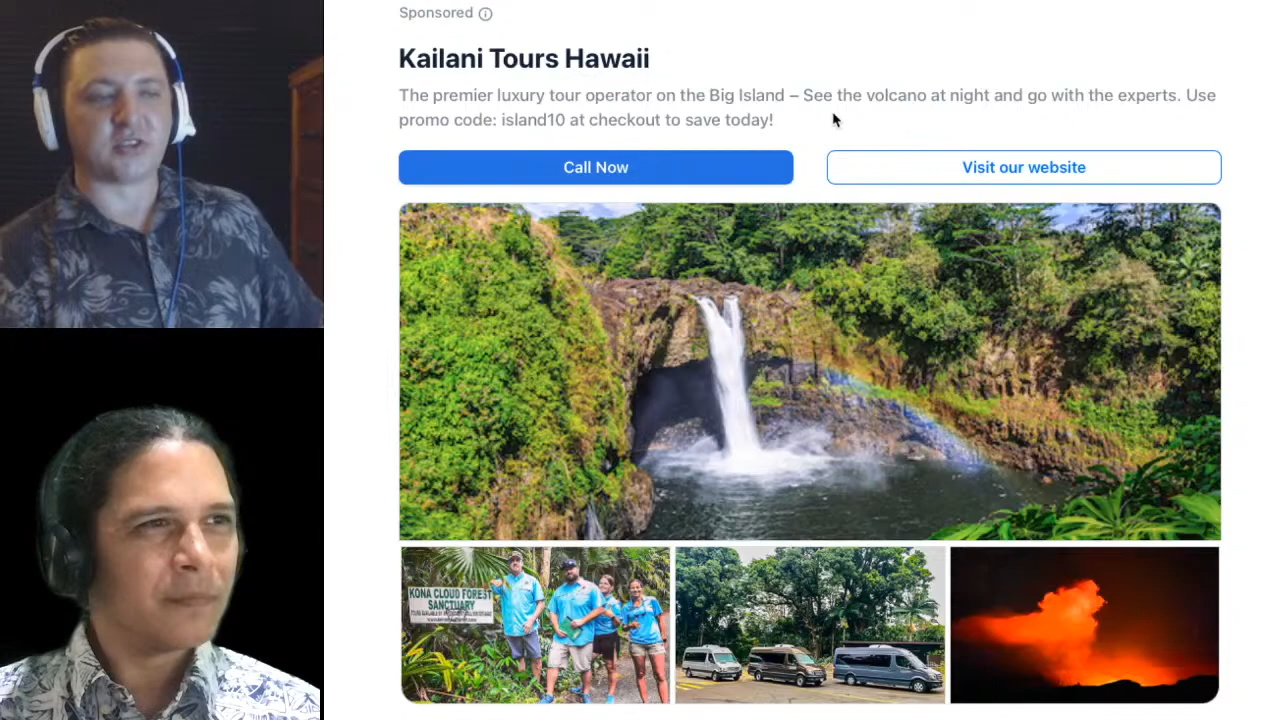 Sponsored
Kailani Tours Hawaii
The premier luxury tour operator on the Big Island – See the volcano at night and go with the experts. Use
promo code: island10 at checkout to save today!
Call Now
Visit our website
KONA CLOUD FOREST
SANCTUARY